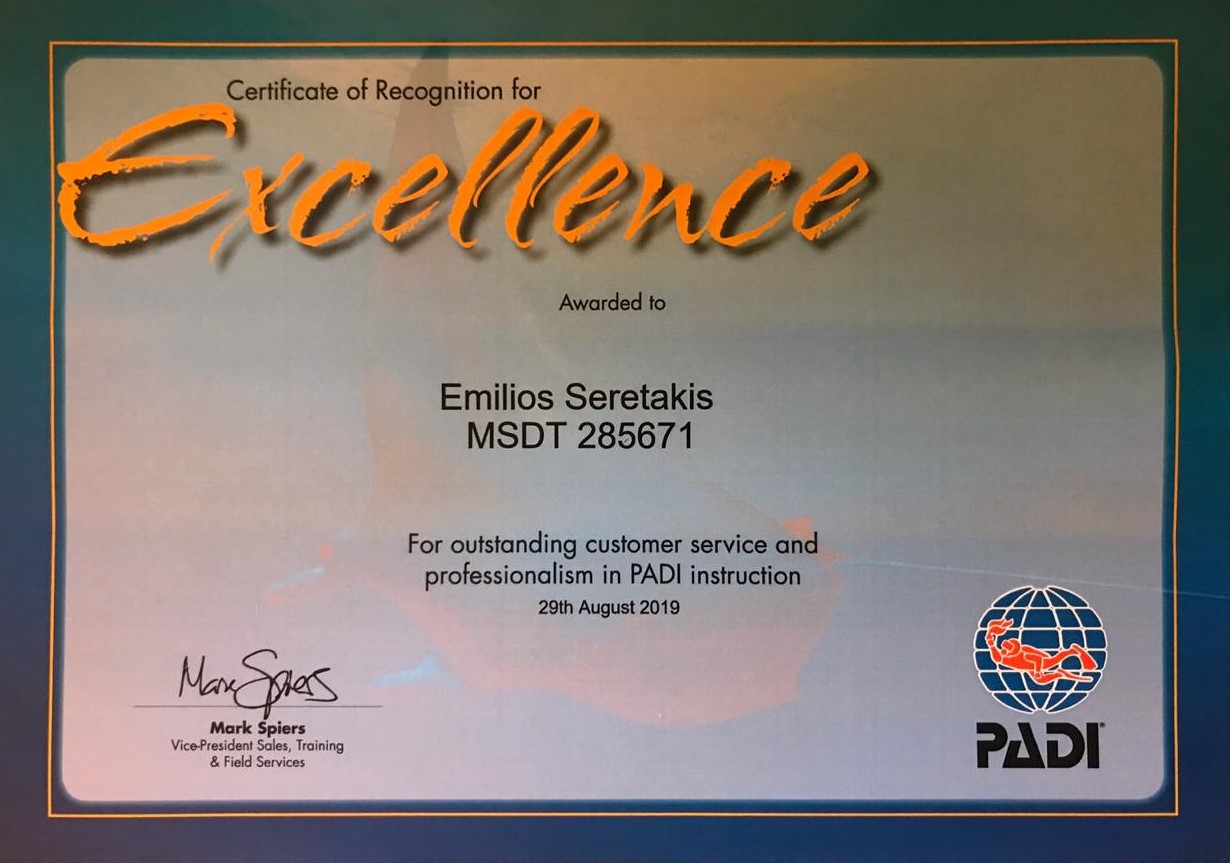 Certificate of Recognition for
Excellence
Awarded to
Emilios Seretakis
MSDT 285671
For outstanding customer service and
professionalism in PADI instruction
29th August 2019
Mark Spiers
Mark Spiers
Vice-President Sales, Training
& Field Services
PADI